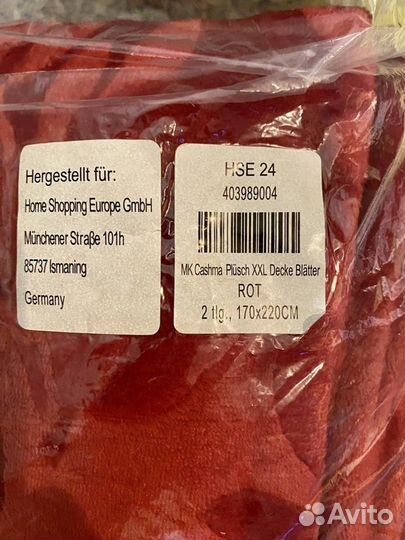 Hergestellt für:
Home Shopping Europe GmbH
Münchener Straße 101h
85737 Ismaning
Germany
HSE 24
403989004
MK Cashma Plüsch XXL Decke Blätter
ROT
2 tlg., 170x220CM
Avito